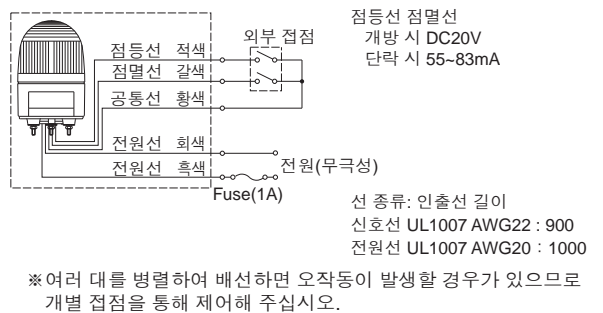 점등선 적색
점멸선 갈색
공통선 황색
전원선 회색
전원선 흑색
외부 접점
전원(무극성)
Fuse(1A)
점등선 점멸선
개방 시 DC20V
단락 시 55~83mA
선 종류: 인출선 길이
신호선 UL1007 AWG22 : 900
전원선 UL1007 AWG20 : 1000
※여러 대를 병렬하여 배선하면 오작동이 발생할 경우가 있으므로
개별 접점을 통해 제어해 주십시오.